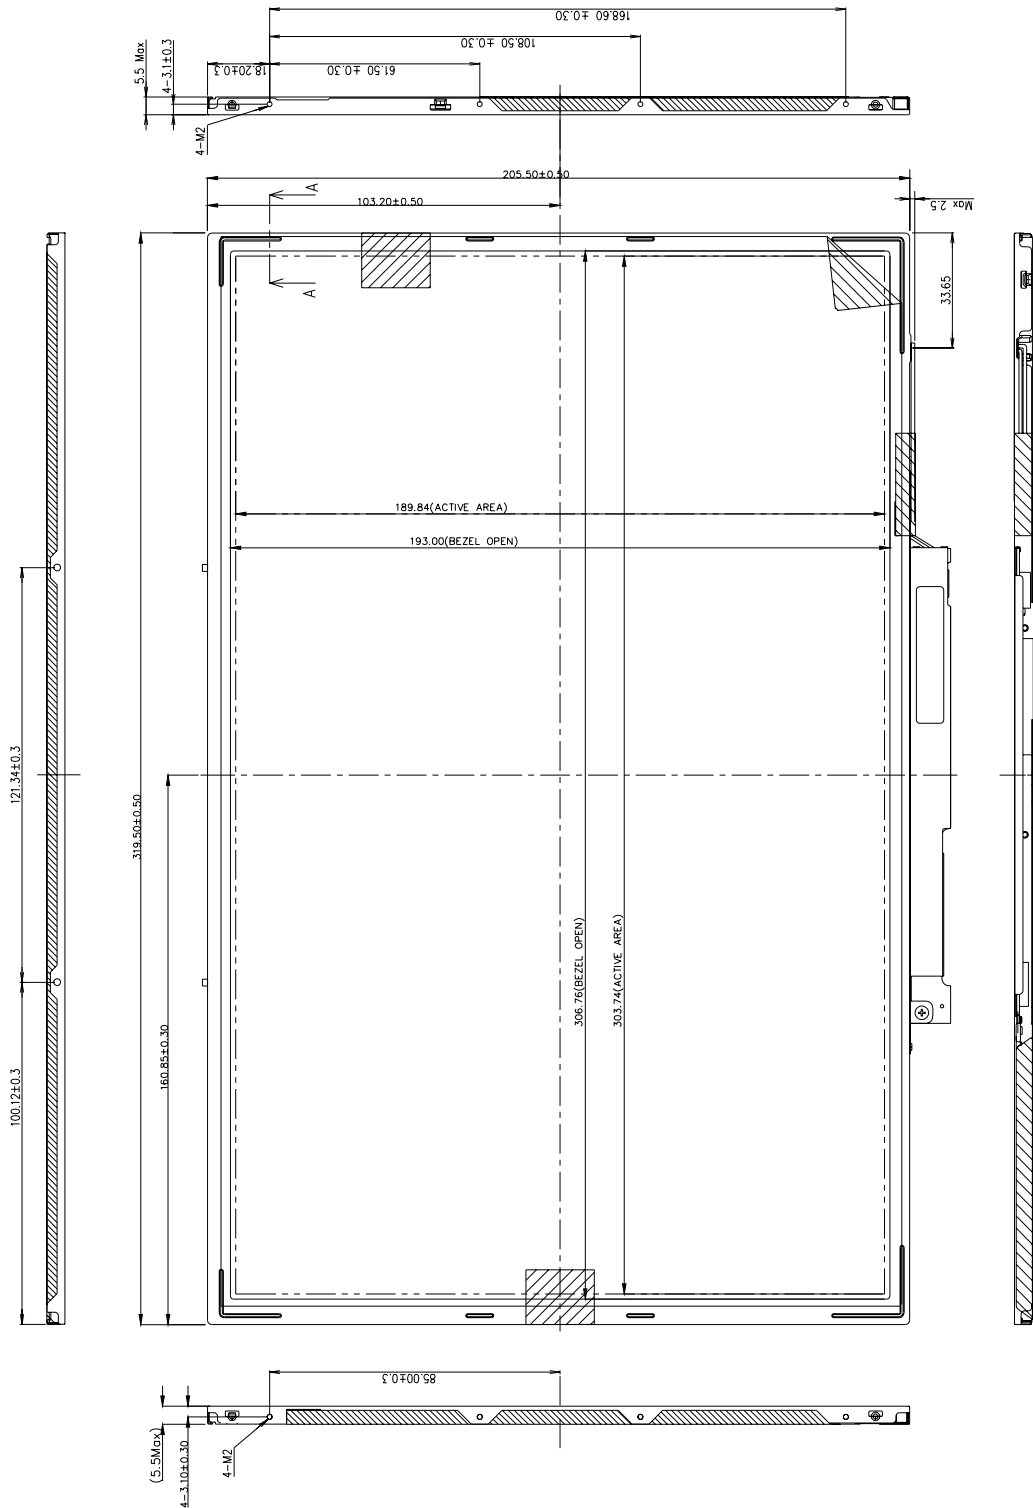 168.60 ±0.30
108.50 ±0.30
61.50 ±0.30
18.20±0.3
5.5 Max
4-3.1±0.3
4-M2
205.50±0.50
103.20±0.50
Max 2.5
A
A
33.65
189.84(ACTIVE AREA)
193.00(BEZEL OPEN)
121.34±0.3
319.50±0.50
306.76(BEZEL OPEN)
303.74(ACTIVE AREA)
160.85±0.30
100.12±0.3
85.00±0.3
(5.5Max)
4-3.10±0.30
4-M2